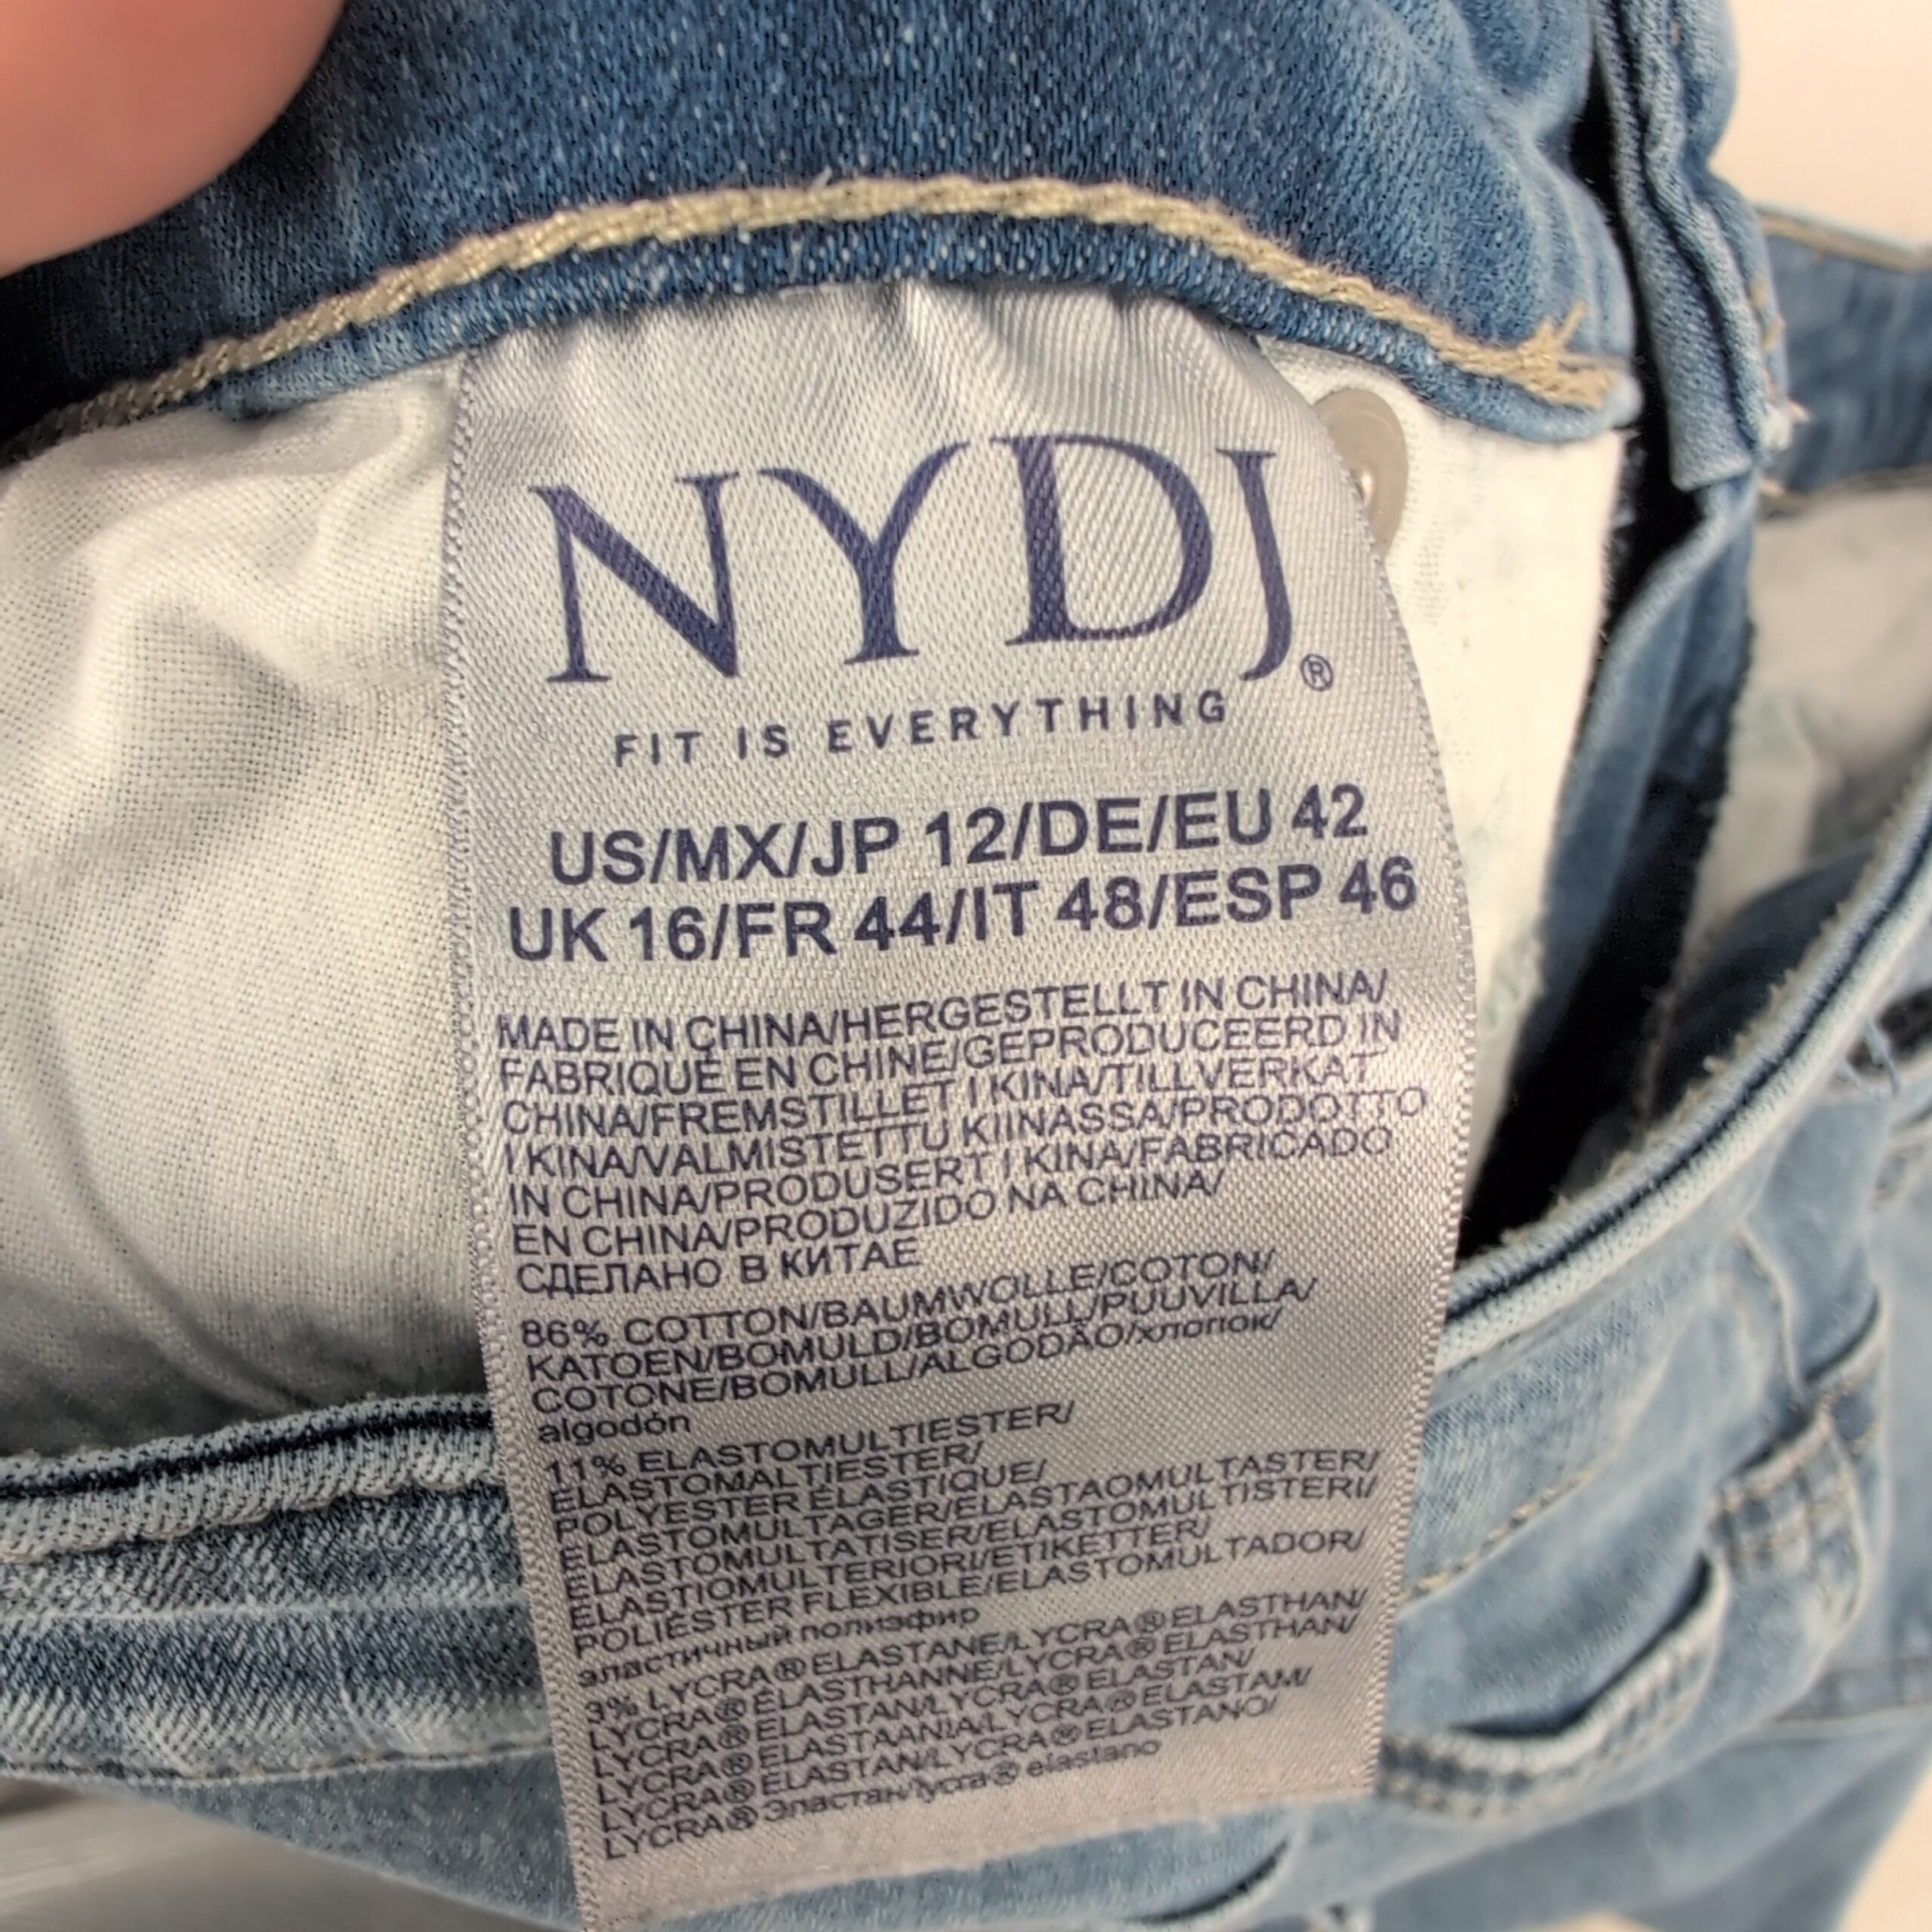 NYDJ®
FIT IS EVERYTHING
US/MX/JP 12/DE/EU 42
UK 16/FR 44/IT 48/ESP 46
MADE IN CHINA/HERGESTELLT IN CHINA/
FABRIQUÉ EN CHINE/GEPRODUCEERD IN
CHINA/FREMSTILLET I KINA/TILLVERKAT
I KINA/VALMISTETTU KIINASSA/PRODOTTO
IN CHINA/PRODUSERT I KINA/FABRICADO
EN CHINA/PRODUZIDO NA CHINA/
СДЕЛАНО В КИТАЕ
86% COTTON/BAUMWOLLE/COTON/
KATOEN/BOMULD/BOMULL/PUUVILLA/
COTONE/BOMULL/ALGODÃO/хлопок/
algodón
11% ELASTOMULTIESTER/
ELASTOMALTIESTER/
POLYESTER ÉLASTIQUE/
ELASTOMULTAGER/ELASTAOMULTASTER/
ELASTOMULTATISER/ELASTOMULTISTERI/
ELASTIOMULTERIORI/ETIKETTER/
POLIÉSTER FLEXIBLE/ELASTOMULTADOR/
эластичный полиэфир
3% LYCRA® ELASTANE/LYCRA® ELASTHAN/
LYCRA® ÉLASTHANNE/LYCRA® ELASTHAN/
LYCRA® ELASTAN/LYCRA® ELASTAN/
LYCRA® ELASTAANIA/LYCRA® ELASTAM/
LYCRA® ELASTAN/LYCRA® ELASTANO/
LYCRA® Эластан/lycra® elastano